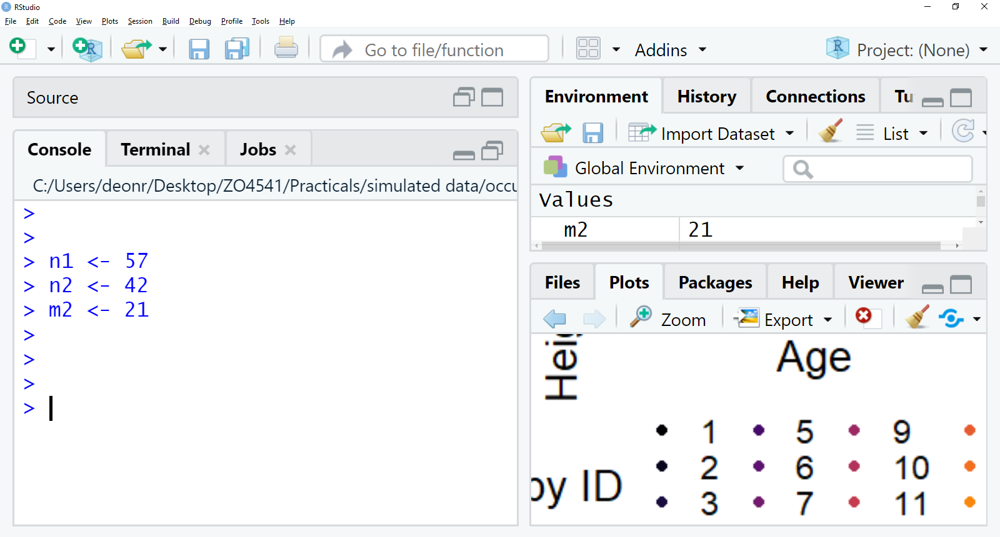 RStudio
File Edit Code View Plots Session Build Debug Profile Tools Help
Go to file/function Addins Project: (None)
Source
Console Terminal Jobs
C:/Users/deonr/Desktop/ZO4541/Practicals/simulated data/occu
>
>
> n1 <- 57
> n2 <- 42
> m2 <- 21
>
>
>
>
Environment History Connections Tu
Import Dataset List
Global Environment
Values
m2 21
Files Plots Packages Help Viewer
Zoom Export
Heig
Age
1 5 9
by ID 2 6 10
3 7 11